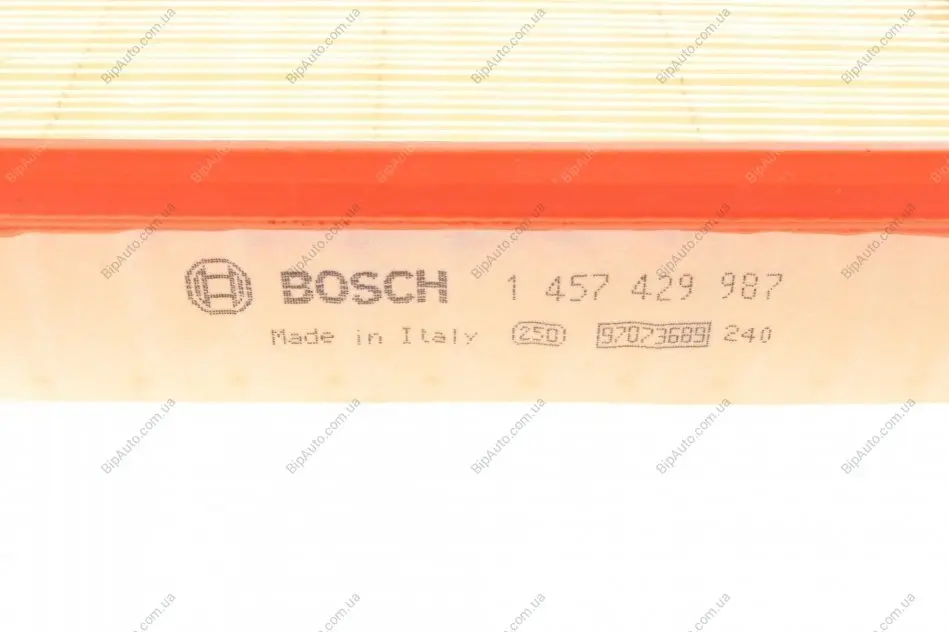 BOSCH 1 457 429 987
Made in Italy 250 97073689 240
BipAuto.com.ua